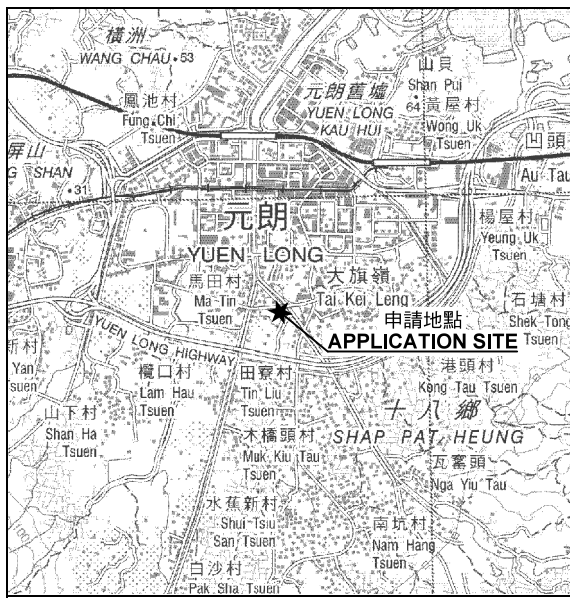 橫洲
WANG CHAU
53
山貝
Shan Pui
鳳池村
Fung Chi
Tsuen
元朗舊墟
YUEN LONG
KAU HUI
64
黃屋村
Wong Uk
Tsuen
凹頭
Au Tau
屏山
G SHAN
31
元朗
YUEN LONG
楊屋村
Yeung Uk
Tsuen
馬田村
Ma Tin
Tsuen
大旗嶺
Tai Kei Leng
石塘村
Shek Tong
Tsuen
申請地點
APPLICATION SITE
YUEN LONG HIGHWAY
新村
Yan
suen
欖口村
Lam Hau
Tsuen
田寮村
Tin Liu
Tsuen
港頭村
Kong Tau Tsuen
山下村
Shan Ha
Tsuen
十八鄉
SHAP PAT HEUNG
木橋頭村
Muk Kiu Tau
Tsuen
瓦窰頭
Nga Yiu Tau
水蕉新村
Shui Tsiu
San Tsuen
南坑村
Nam Hang
Tsuen
白沙村
Pak Sha Tsuen